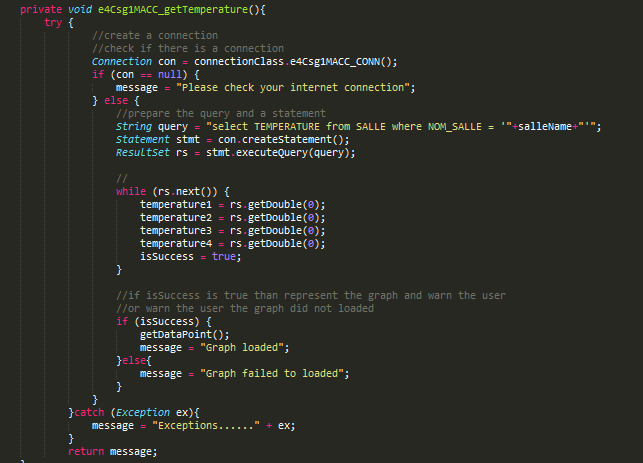 private void e4Csg1MACC_getTemperature(){
try {
//create a connection
//check if there is a connection
Connection con = connectionClass.e4Csg1MACC_CONN();
if (con == null) {
message = "Please check your internet connection";
} else {
//prepare the query and a statement
String query = "select TEMPERATURE from SALLE where NOM_SALLE = '"+salleName+"'";
Statement stmt = con.createStatement();
ResultSet rs = stmt.executeQuery(query);
//
while (rs.next()) {
temperature1 = rs.getDouble(0);
temperature2 = rs.getDouble(0);
temperature3 = rs.getDouble(0);
temperature4 = rs.getDouble(0);
isSuccess = true;
}
//if isSuccess is true than represent the graph and warn the user
//or warn the user the graph did not loaded
if (isSuccess) {
getDataPoint();
message = "Graph loaded";
}else{
message = "Graph failed to loaded";
}
}
}catch (Exception ex){
message = "Exceptions......" + ex;
}
return message;
}